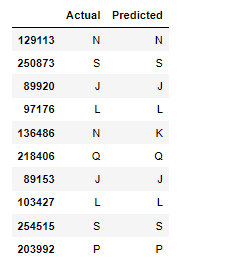 Actual Predicted
129113 N N
250873 S S
89920 J J
97176 L L
136486 N K
218406 Q Q
89153 J J
103427 L L
254515 S S
203992 P P